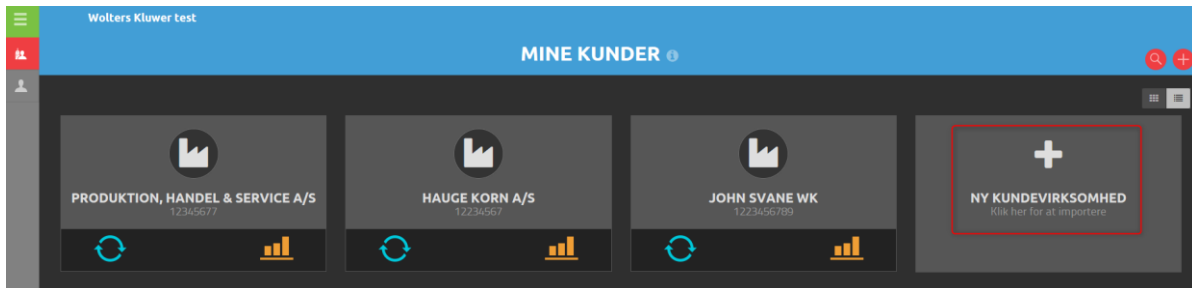 Wolters Kluwer test
MINE KUNDER
PRODUKTION, HANDEL & SERVICE A/S
12345677
HAUGE KORN A/S
12234567
JOHN SVANE WK
1223456789
NY KUNDEVIRKSOMHED
Klik her for at importere